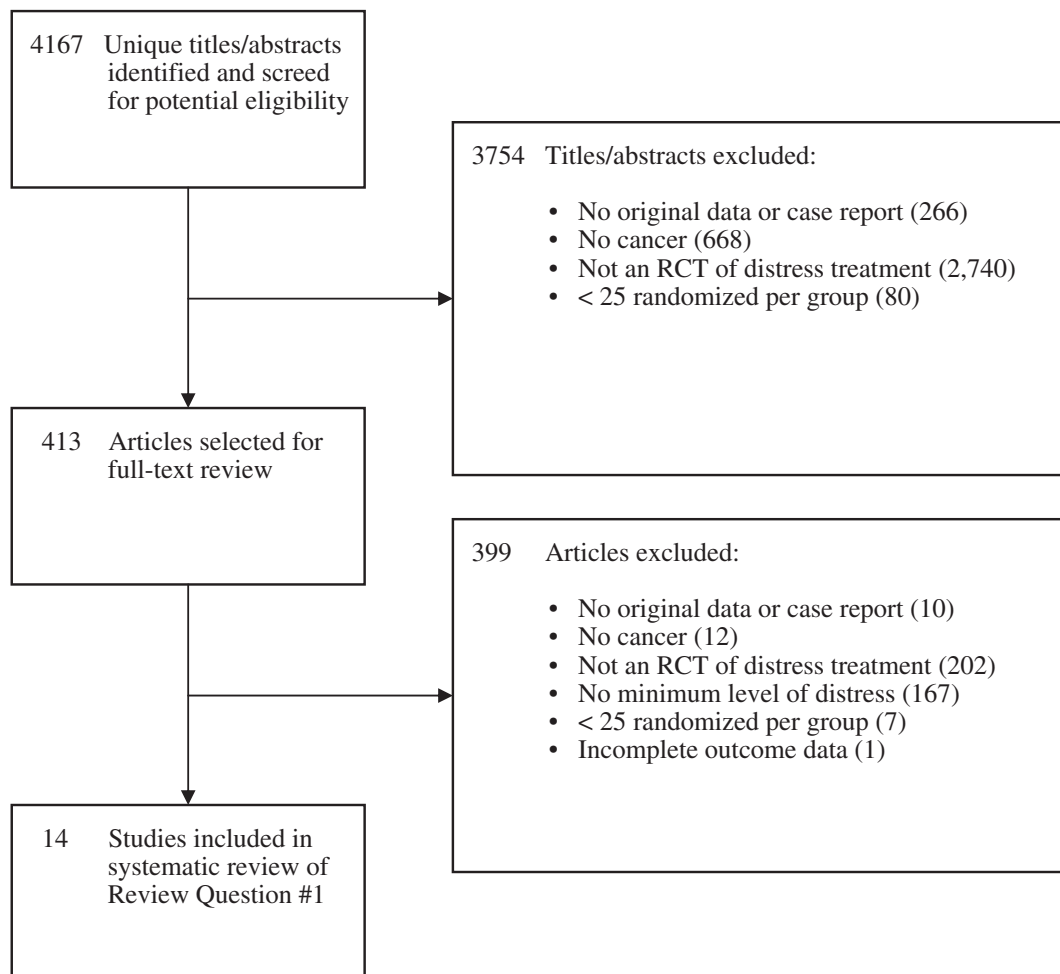 4167 Unique titles/abstracts
identified and screed
for potential eligibility
3754 Titles/abstracts excluded:
• No original data or case report (266)
• No cancer (668)
• Not an RCT of distress treatment (2,740)
• < 25 randomized per group (80)
413 Articles selected for
full-text review
399 Articles excluded:
• No original data or case report (10)
• No cancer (12)
• Not an RCT of distress treatment (202)
• No minimum level of distress (167)
• < 25 randomized per group (7)
• Incomplete outcome data (1)
14 Studies included in
systematic review of
Review Question #1